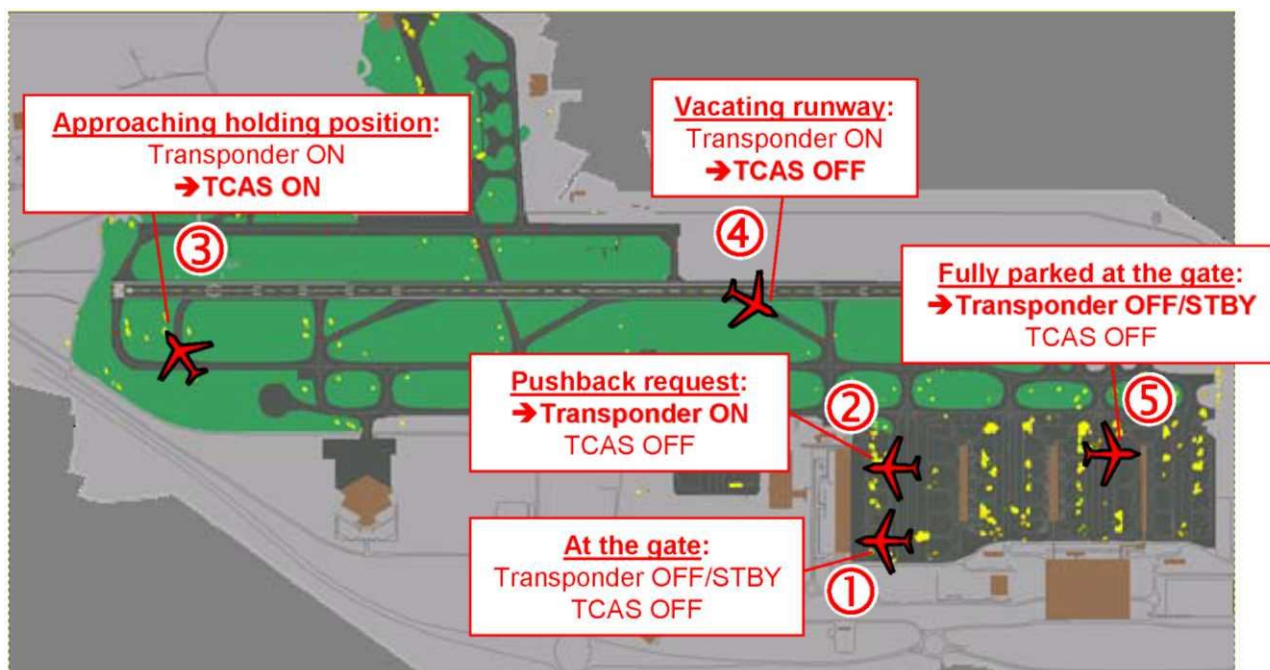 Approaching holding position:
Transponder ON
➔TCAS ON
③
Vacating runway:
Transponder ON
➔TCAS OFF
④
Fully parked at the gate:
➔Transponder OFF/STBY
TCAS OFF
⑤
Pushback request:
➔Transponder ON
TCAS OFF
②
At the gate:
Transponder OFF/STBY
TCAS OFF
①